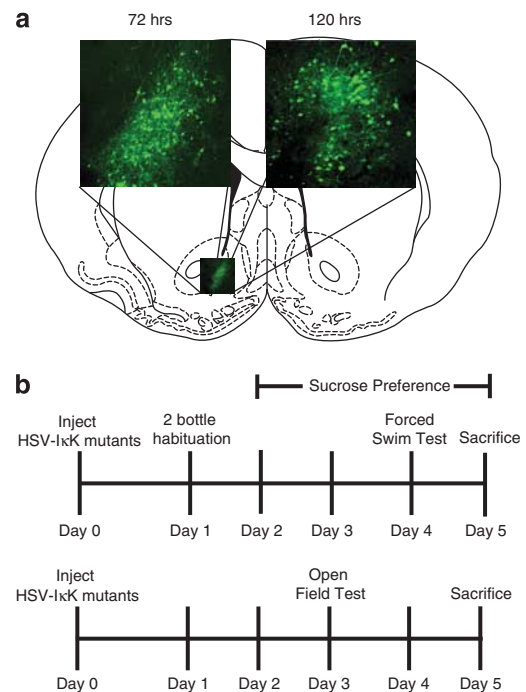 a
72 hrs
120 hrs
b
Sucrose Preference
Inject
HSV-IκK mutants
2 bottle
habituation
Forced
Swim Test
Sacrifice
Day 0
Day 1
Day 2
Day 3
Day 4
Day 5
Inject
HSV-IκK mutants
Open
Field Test
Sacrifice
Day 0
Day 1
Day 2
Day 3
Day 4
Day 5